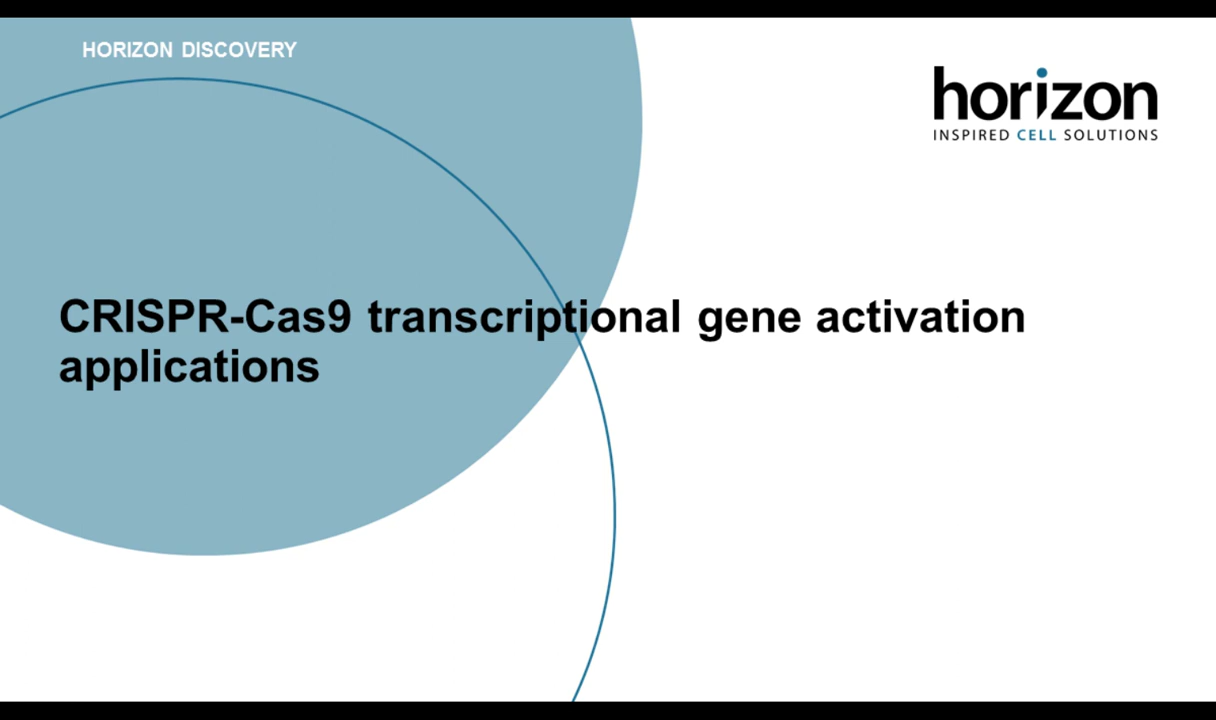 HORIZON DISCOVERY
horizon
INSPIRED CELL SOLUTIONS
CRISPR-Cas9 transcriptional gene activation
applications